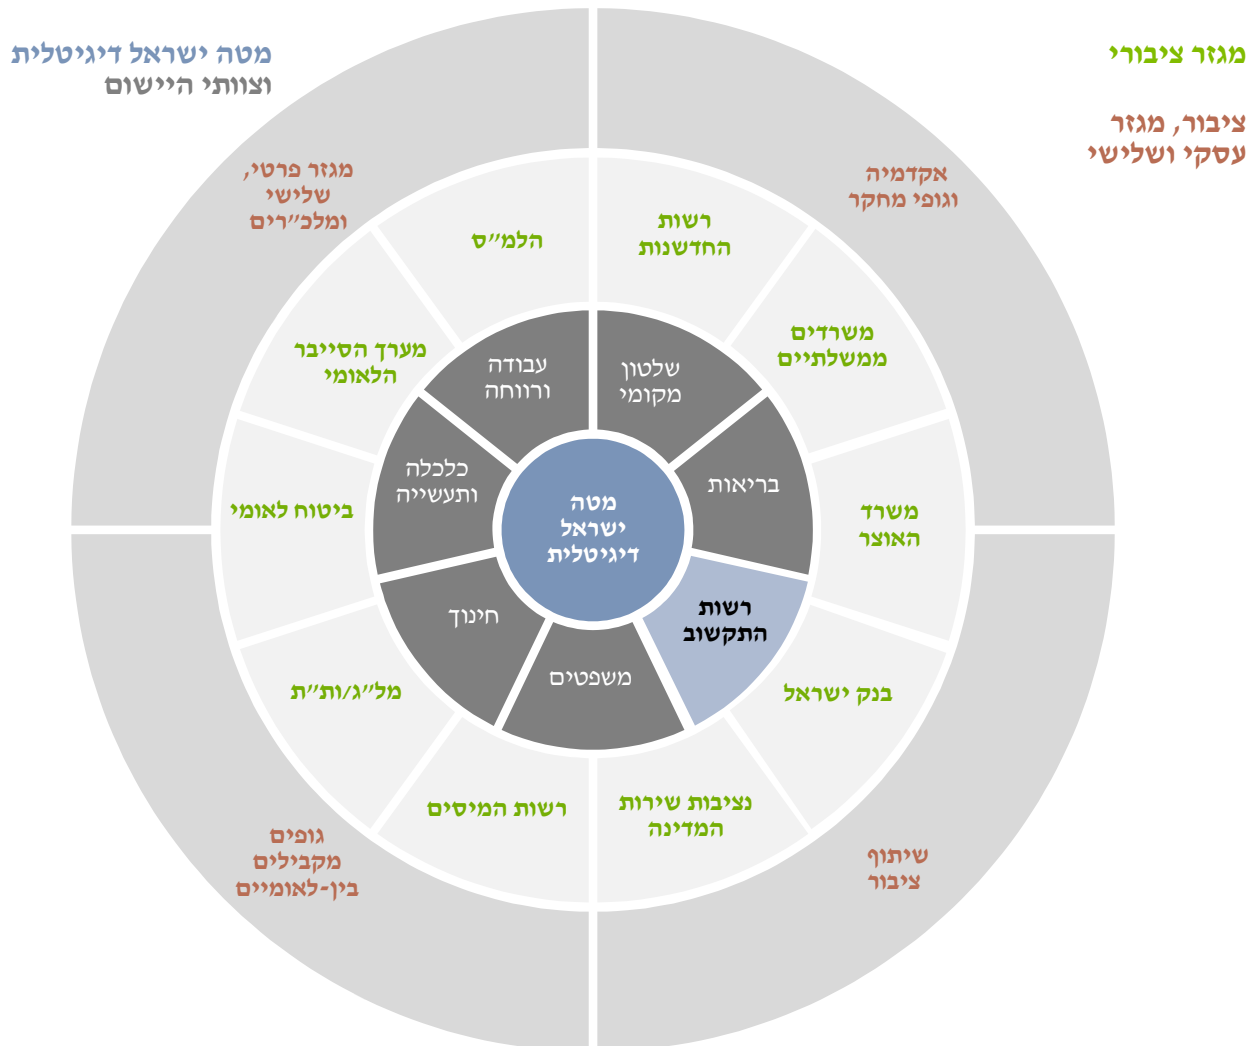 מגזר ציבורי
ציבור, מגזר
עסקי ושלישי
מטה ישראל דיגיטלית
וצוותי היישום
אקדמיה
וגופי מחקר
מגזר פרטי,
שלישי
ומלכ״רים
שיתוף
ציבור
גופים
מקבילים
בין-לאומיים
רשות
החדשנות
משרדים
ממשלתיים
משרד
האוצר
בנק ישראל
נציבות שירות
המדינה
רשות המיסים
מל״ג/ות״ת
ביטוח לאומי
מערך הסייבר
הלאומי
הלמ״ס
שלטון
מקומי
בריאות
רשות
התקשוב
משפטים
חינוך
כלכלה
ותעשייה
עבודה
ורווחה
מטה
ישראל
דיגיטלית